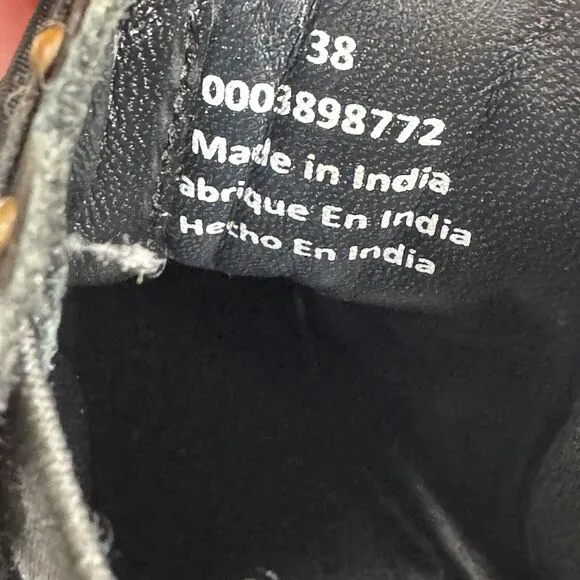 38
0003898772
Made in India
abrique En India
Hecho En India